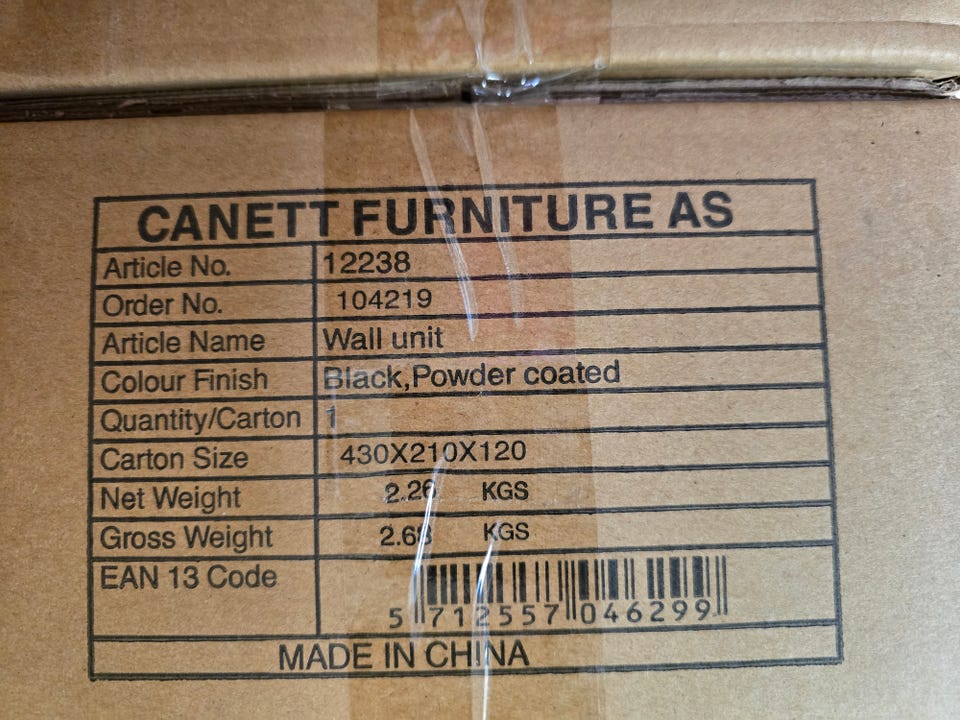 CANETT FURNITURE AS
Article No. 12238
Order No. 104219
Article Name Wall unit
Colour Finish Black,Powder coated
Quantity/Carton 1
Carton Size 430X210X120
Net Weight 2.26 KGS
Gross Weight KGS
EAN 13 Code
5 712557 046299
MADE IN CHINA